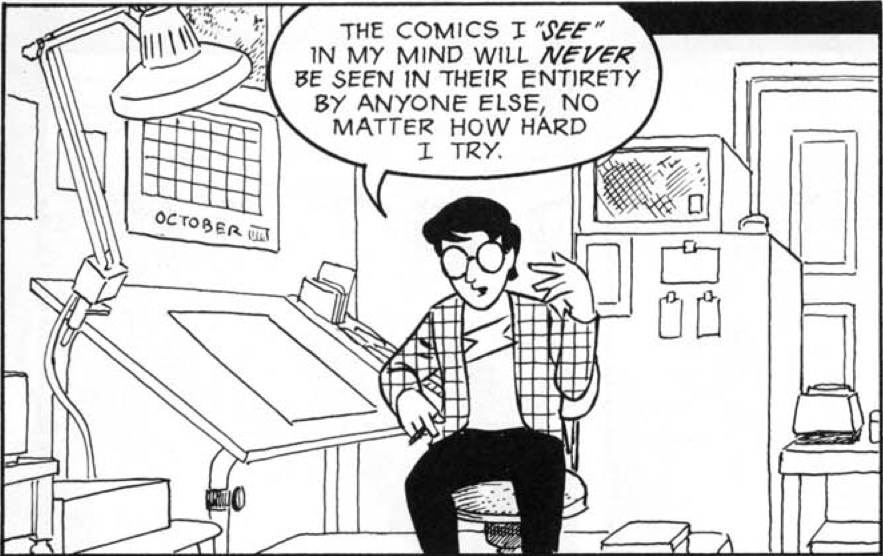 THE COMICS I "SEE"
IN MY MIND WILL NEVER
BE SEEN IN THEIR ENTIRETY
BY ANYONE ELSE, NO
MATTER HOW HARD
I TRY.
OCTOBER